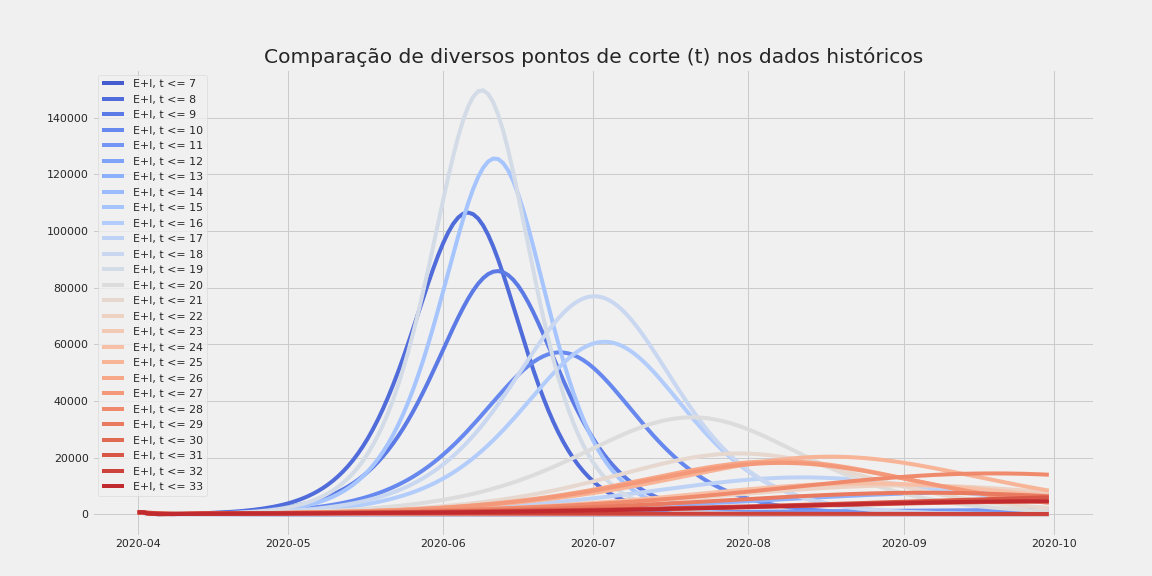 Comparação de diversos pontos de corte (t) nos dados históricos
E+I, t <= 7
E+I, t <= 8
E+I, t <= 9
E+I, t <= 10
E+I, t <= 11
E+I, t <= 12
E+I, t <= 13
E+I, t <= 14
E+I, t <= 15
E+I, t <= 16
E+I, t <= 17
E+I, t <= 18
E+I, t <= 19
E+I, t <= 20
E+I, t <= 21
E+I, t <= 22
E+I, t <= 23
E+I, t <= 24
E+I, t <= 25
E+I, t <= 26
E+I, t <= 27
E+I, t <= 28
E+I, t <= 29
E+I, t <= 30
E+I, t <= 31
E+I, t <= 32
E+I, t <= 33
140000
120000
100000
80000
60000
40000
20000
0
2020-04 2020-05 2020-06 2020-07 2020-08 2020-09 2020-10